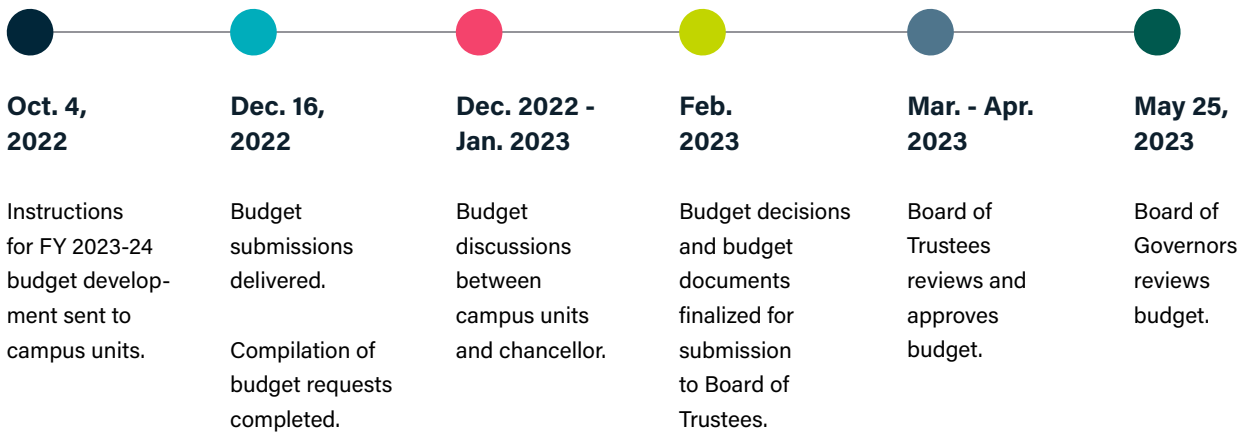 Oct. 4,
2022
Instructions
for FY 2023-24
budget develop-
ment sent to
campus units.
Dec. 16,
2022
Budget
submissions
delivered.
Compilation of
budget requests
completed.
Dec. 2022 -
Jan. 2023
Budget
discussions
between
campus units
and chancellor.
Feb.
2023
Budget decisions
and budget
documents
finalized for
submission
to Board of
Trustees.
Mar. - Apr.
2023
Board of
Trustees
reviews and
approves
budget.
May 25,
2023
Board of
Governors
reviews
budget.